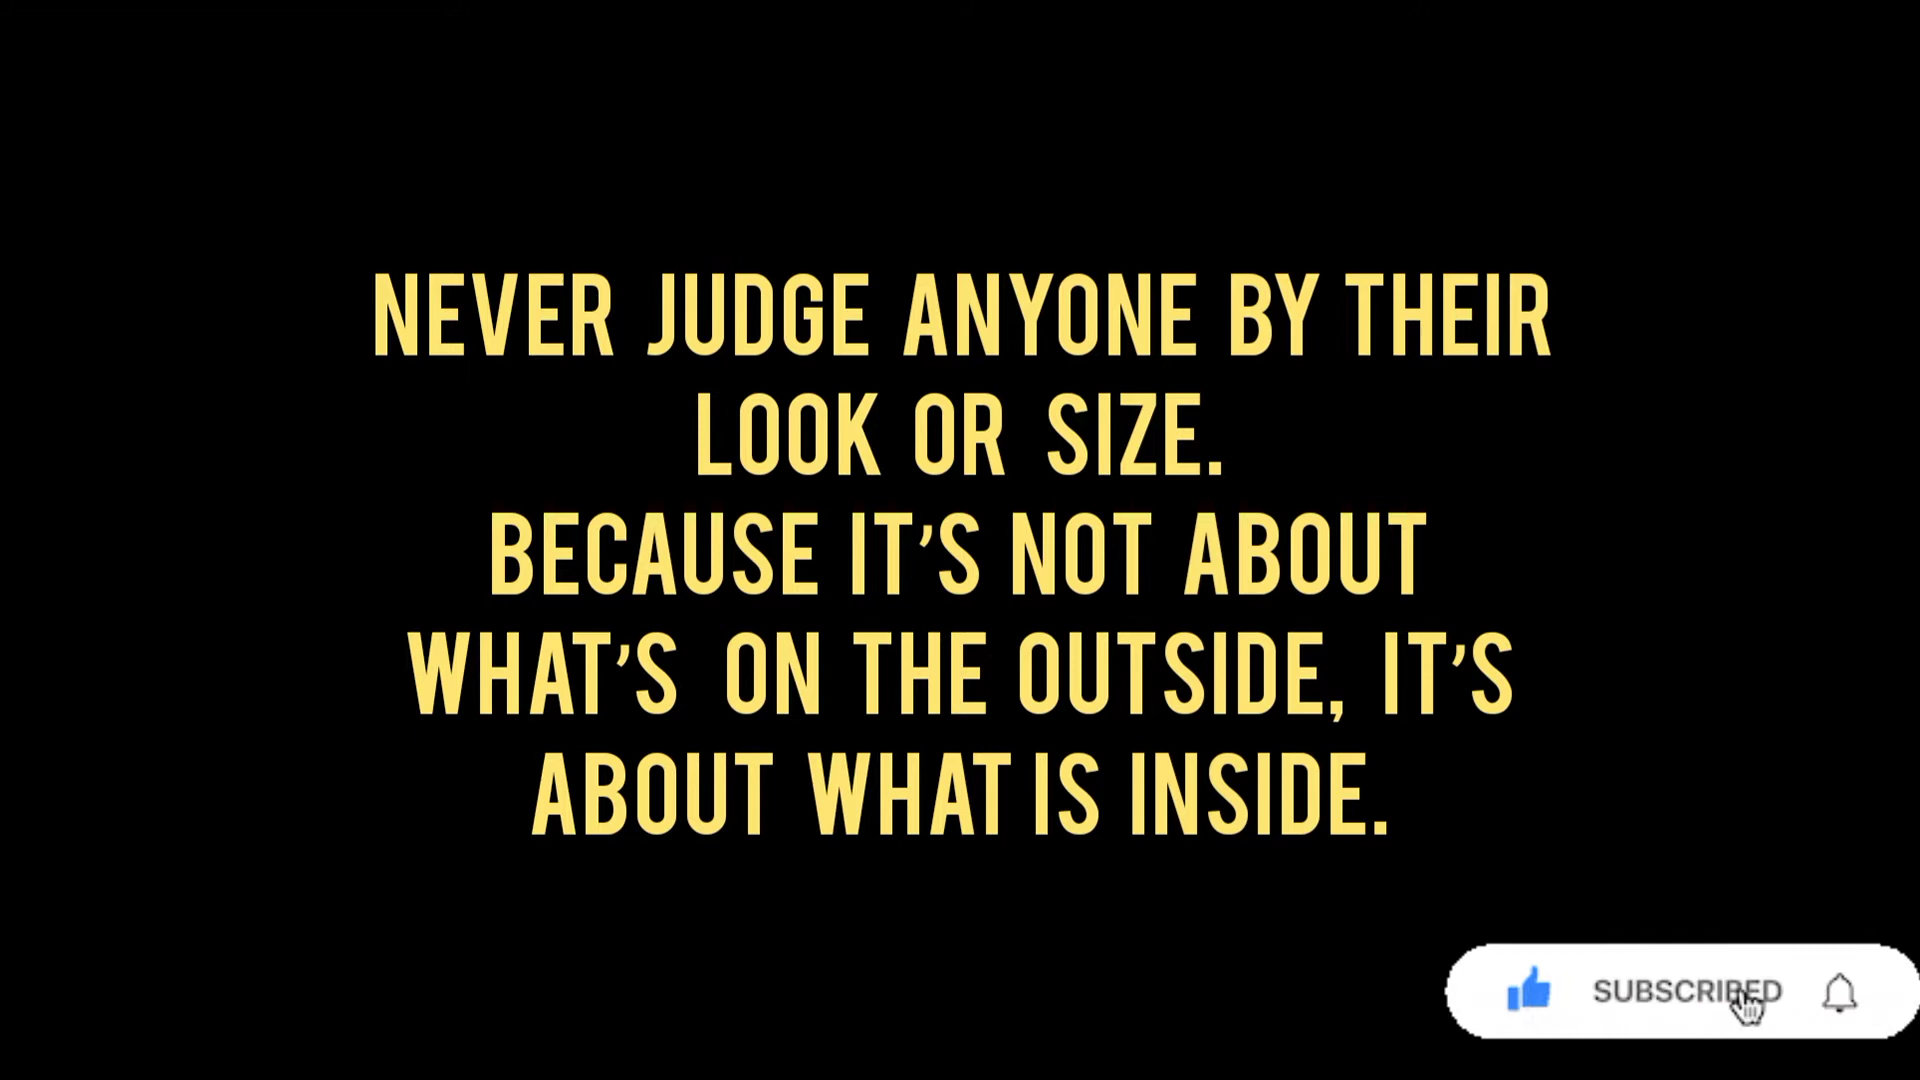 NEVER JUDGE ANYONE BY THEIR
LOOK OR SIZE.
BECAUSE IT'S NOT ABOUT
WHAT'S ON THE OUTSIDE, IT'S
ABOUT WHAT IS INSIDE.
SUBSCRIBED